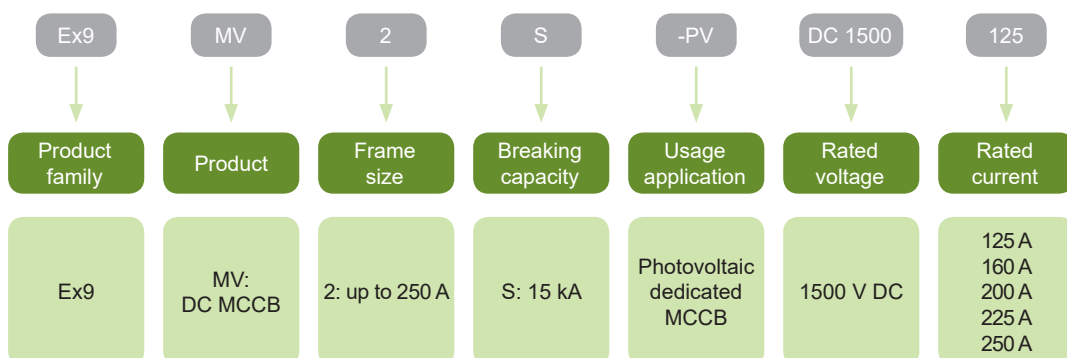 Ex9 MV 2 S -PV DC 1500 125
Product
family
Product
Frame
size
Breaking
capacity
Usage
application
Rated
voltage
Rated
current
Ex9
MV:
DC MCCB
2: up to 250 A
S: 15 kA
Photovoltaic
dedicated
MCCB
1500 V DC
125 A
160 A
200 A
225 A
250 A